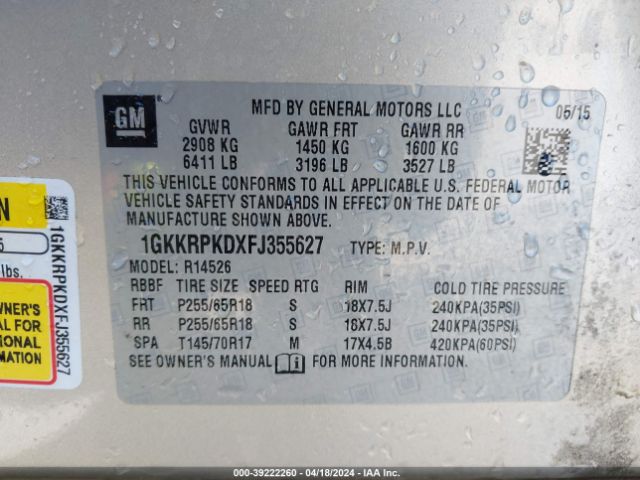 GM
MFD BY GENERAL MOTORS LLC 05/15
GVWR GAWR FRT GAWR RR
2908 KG 1450 KG 1600 KG
6411 LB 3196 LB 3527 LB
THIS VEHICLE CONFORMS TO ALL APPLICABLE U.S. FEDERAL MOTOR
VEHICLE SAFETY STANDARDS IN EFFECT ON THE DATE OF
MANUFACTURE SHOWN ABOVE.
1GKKRPKDXFJ355627 TYPE: M.P.V.
MODEL: R14526
RBBF TIRE SIZE SPEED RTG RIM COLD TIRE PRESSURE
FRT P255/65R18 S 18X7.5J 240KPA(35PSI)
RR P255/65R18 S 18X7.5J 240KPA(35PSI)
SPA T145/70R17 M 17X4.5B 420KPA(60PSI)
SEE OWNER'S MANUAL FOR MORE INFORMATION.
N
5
lbs.
OWNER'S
AL FOR
IONAL
MATION
1GKKRPKDXFJ355627
000-39222260 - 04/18/2024 - IAA Inc.